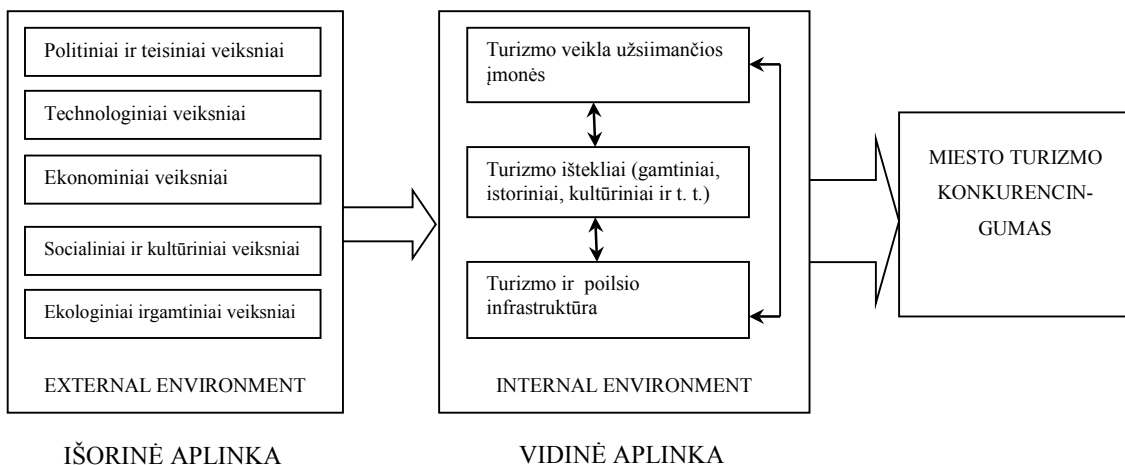 Politiniai ir teisiniai veiksniai
Technologiniai veiksniai
Ekonominiai veiksniai
Socialiniai ir kultūriniai veiksniai
Ekologiniai irgamtiniai veiksniai
EXTERNAL ENVIRONMENT
IŠORINĖ APLINKA
Turizmo veikla užsiimančios
įmonės
Turizmo ištekliai (gamtiniai,
istoriniai, kultūriniai ir t. t.)
Turizmo ir poilsio
infrastruktūra
INTERNAL ENVIRONMENT
VIDINĖ APLINKA
MIESTO TURIZMO
KONKURENCIN-
GUMAS